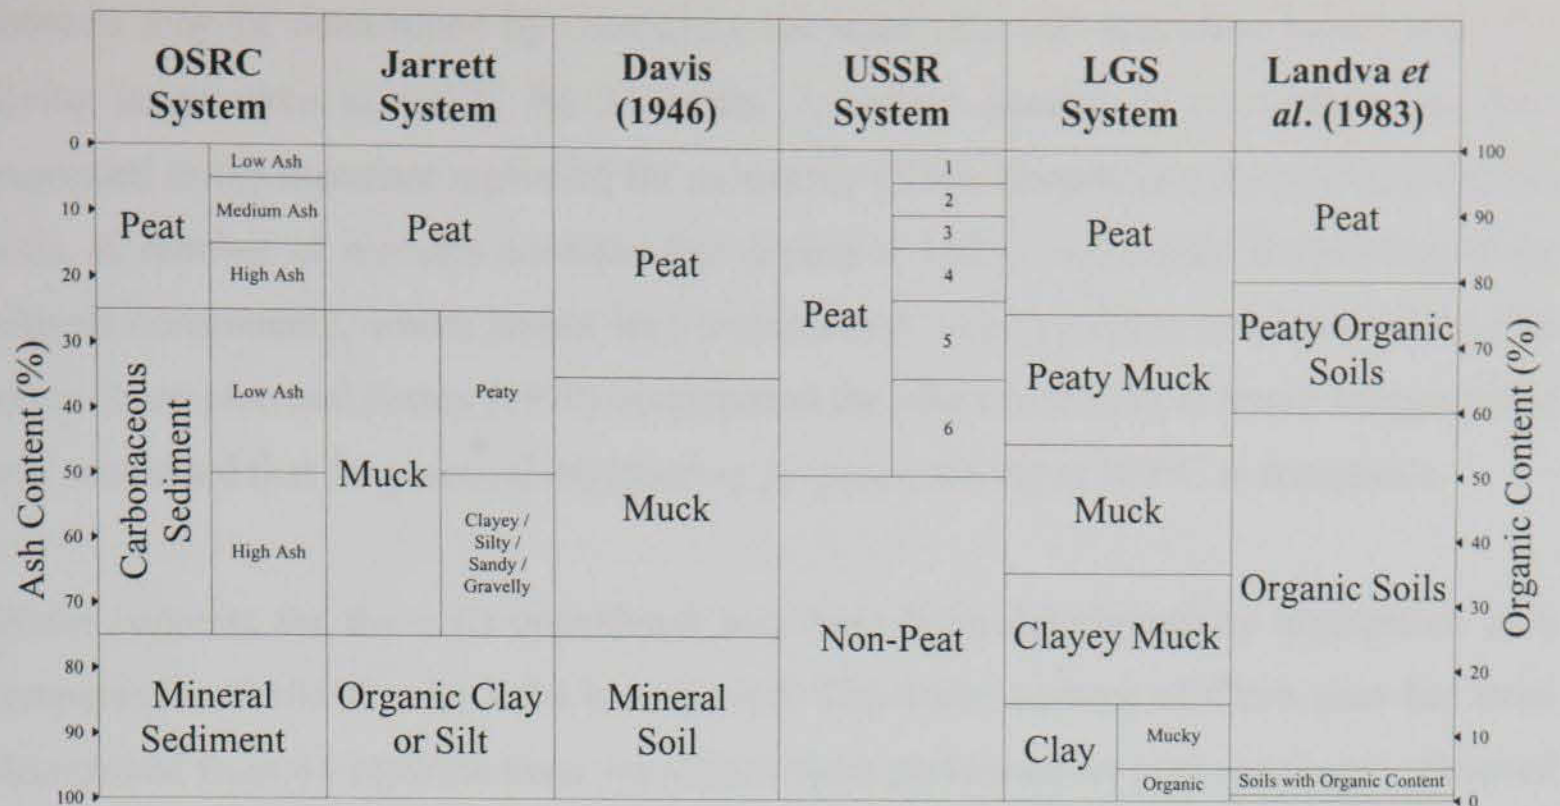 OSRC
System
Jarrett
System
Davis
(1946)
USSR
System
LGS
System
Landva et
al. (1983)
Ash Content (%)
0
10
20
30
40
50
60
70
80
90
100
Peat
Low Ash
Medium Ash
High Ash
Carbonaceous
Sediment
Low Ash
High Ash
Mineral
Sediment
Peat
Muck
Peaty
Clayey /
Silty /
Sandy /
Gravelly
Organic Clay
or Silt
Peat
Muck
Mineral
Soil
Peat
1
2
3
4
5
6
Non-Peat
Peat
Peaty Muck
Muck
Clayey Muck
Clay
Mucky
Organic
Peat
Peaty Organic
Soils
Organic Soils
Soils with Organic Content
100
90
80
70
60
50
40
30
20
10
0
Organic Content (%)